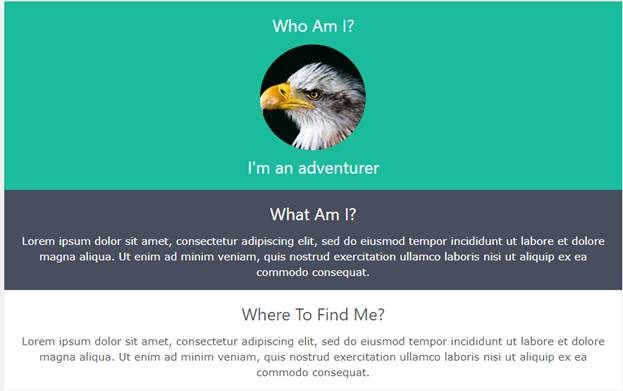 Who Am I?
I'm an adventurer
What Am I?
Lorem ipsum dolor sit amet, consectetur adipiscing elit, sed do eiusmod tempor incididunt ut labore et dolore
magna aliqua. Ut enim ad minim veniam, quis nostrud exercitation ullamco laboris nisi ut aliquip ex ea
commodo consequat.
Where To Find Me?
Lorem ipsum dolor sit amet, consectetur adipiscing elit, sed do eiusmod tempor incididunt ut labore et dolore
magna aliqua. Ut enim ad minim veniam, quis nostrud exercitation ullamco laboris nisi ut aliquip ex ea
commodo consequat.